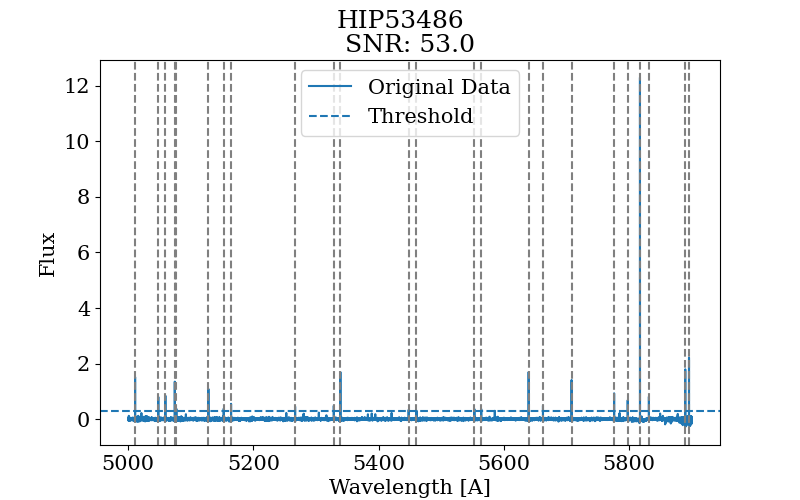 HIP53486
SNR: 53.0
Original Data
Threshold
12
10
8
6
4
2
0
Flux
5000 5200 5400 5600 5800
Wavelength [A]